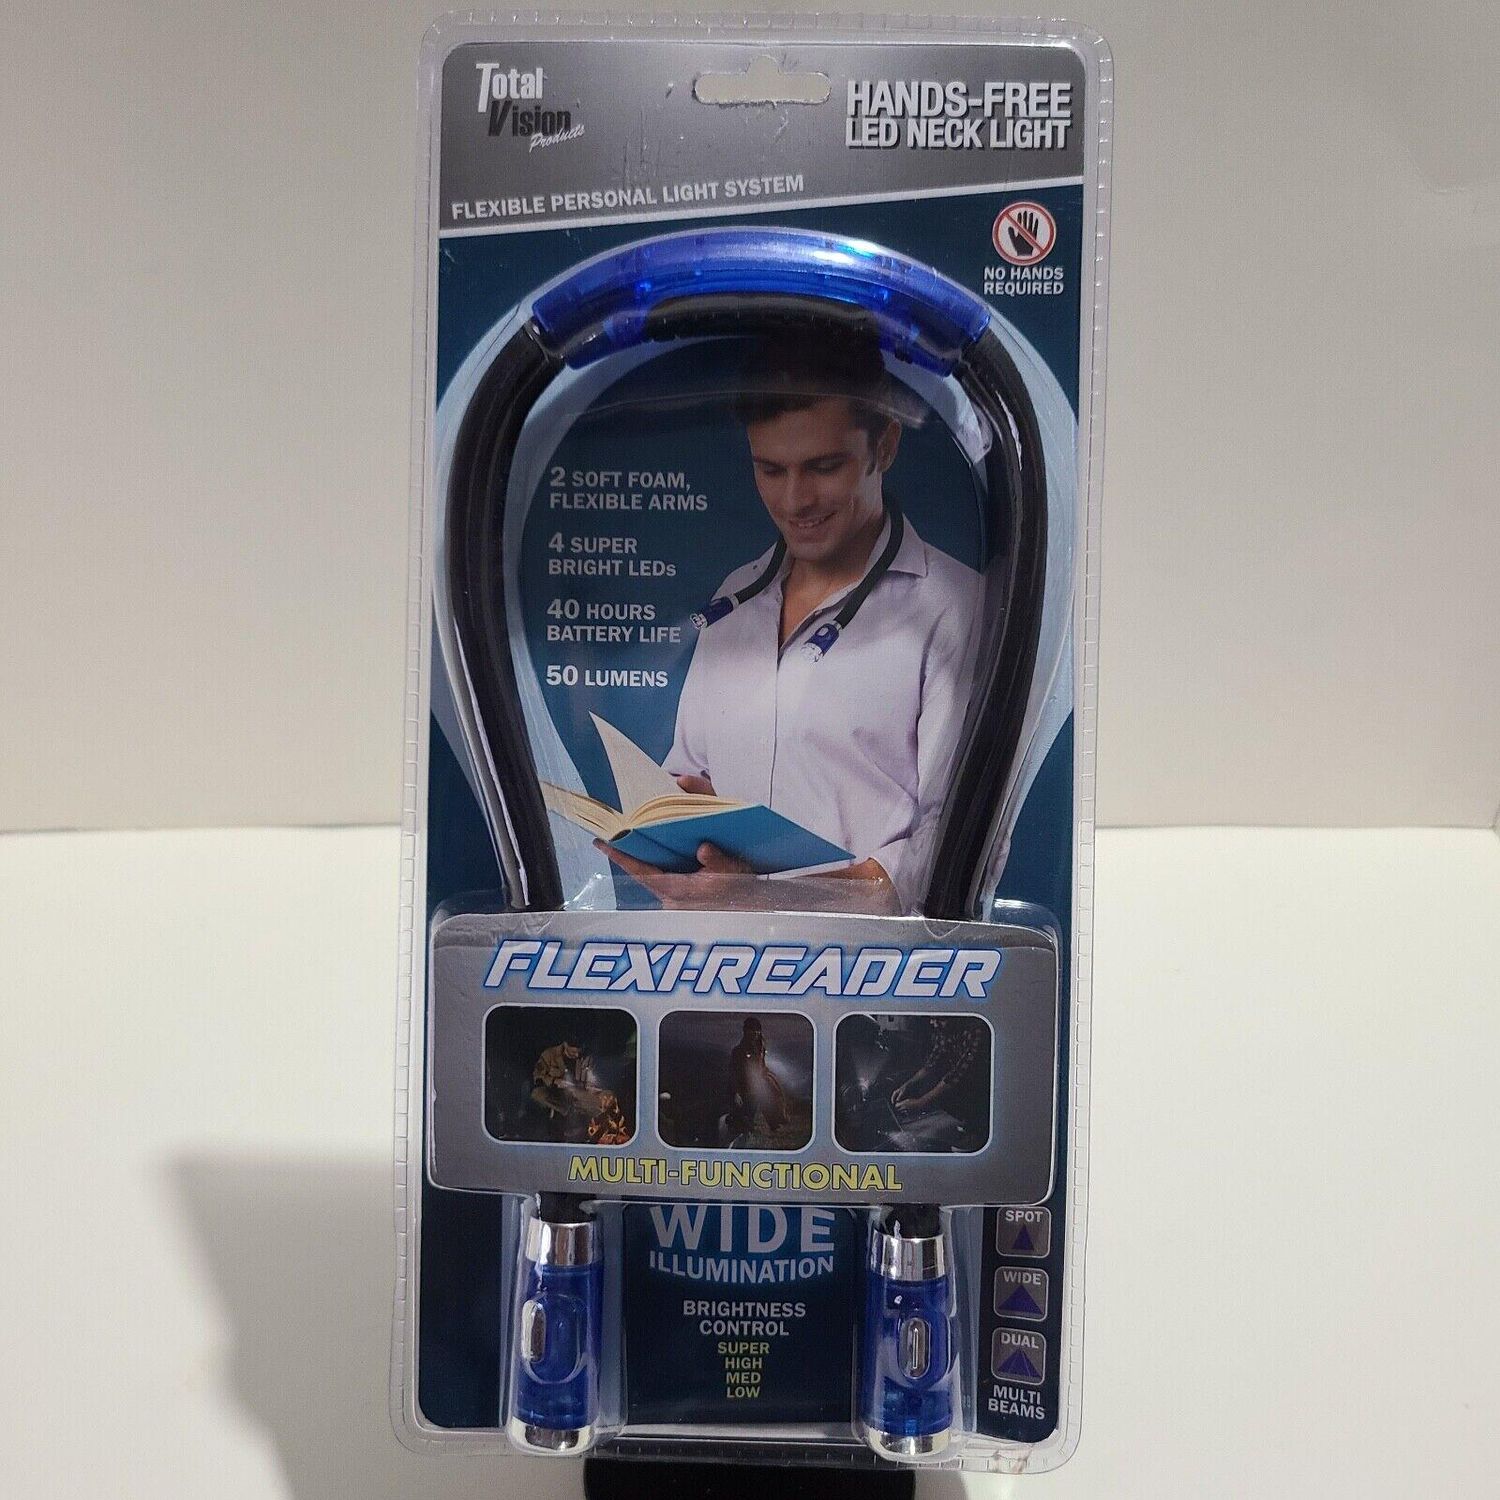 Total
Vision
Products
HANDS-FREE
LED NECK LIGHT
FLEXIBLE PERSONAL LIGHT SYSTEM
NO HANDS
REQUIRED
2 SOFT FOAM,
FLEXIBLE ARMS
4 SUPER
BRIGHT LEDs
40 HOURS
BATTERY LIFE
50 LUMENS
FLEXI-READER
MULTI-FUNCTIONAL
WIDE
ILLUMINATION
BRIGHTNESS
CONTROL
SUPER
HIGH
MED
LOW
SPOT
WIDE
DUAL
MULTI
BEAMS